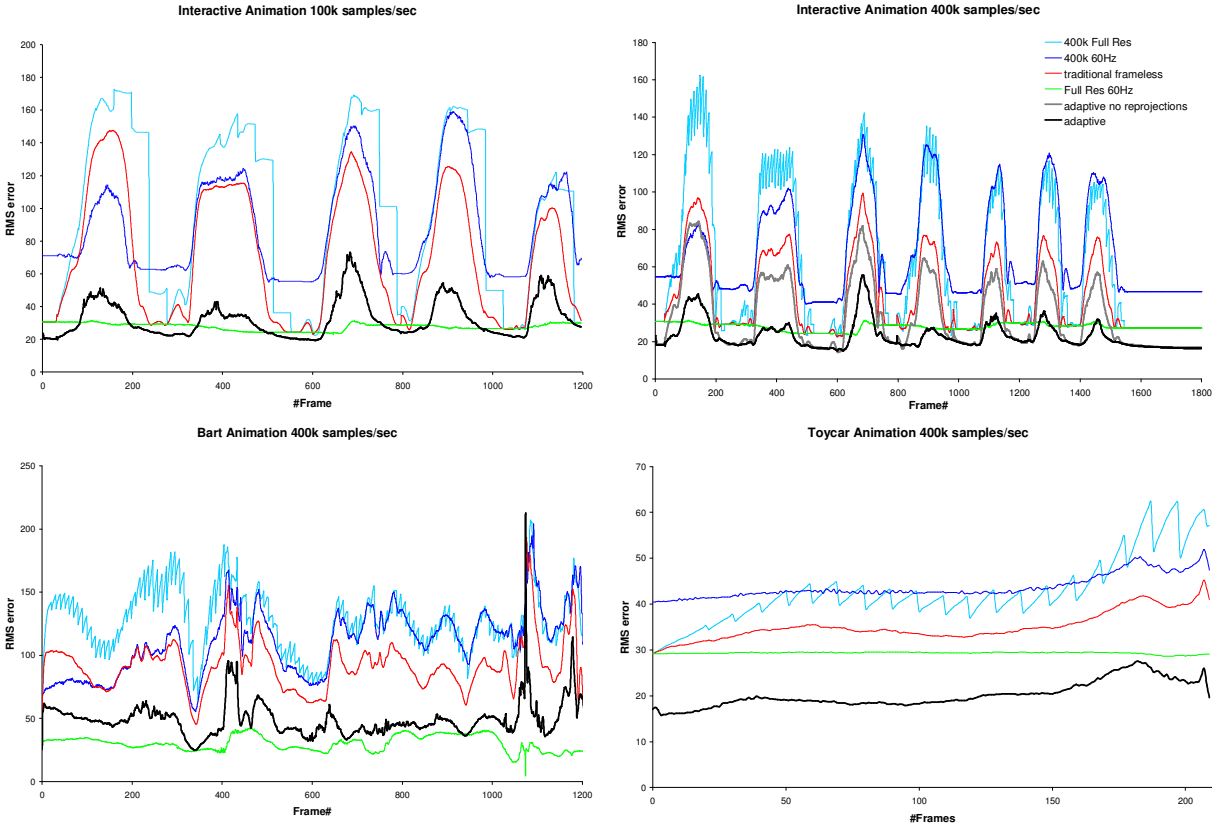 Interactive Animation 100k samples/sec
RMS error
200
180
160
140
120
100
80
60
40
20
0
0 200 400 600 800 1000 1200
#Frame
Interactive Animation 400k samples/sec
RMS error
180
160
140
120
100
80
60
40
20
0
0 200 400 600 800 1000 1200 1400 1600 1800
Frame#
400k Full Res
400k 60Hz
traditional frameless
Full Res 60Hz
adaptive no reprojections
adaptive
Bart Animation 400k samples/sec
RMS error
250
200
150
100
50
0
0 200 400 600 800 1000 1200
Frame#
Toycar Animation 400k samples/sec
RMS error
70
60
50
40
30
20
10
0
0 50 100 150 200
#Frames